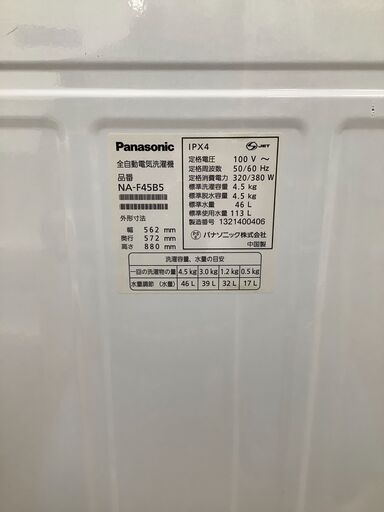 Panasonic
全自動電気洗濯機
品番
NA-F45B5
外形寸法
幅 562 mm
奥行 572 mm
高さ 880 mm
IPX4
JET
定格電圧 100 V ～
定格周波数 50/60 Hz
定格消費電力 320/380 W
標準洗濯容量 4.5 kg
標準脱水容量 4.5 kg
標準水量 46 L
標準使用水量 113 L
製造番号 1321400406
パナソニック株式会社
中国製
洗濯容量、水量の目安
一回の洗濯物の量 4.5 kg 3.0 kg 1.2 kg 0.5 kg
水量調節 (水量) 46 L 39 L 32 L 17 L